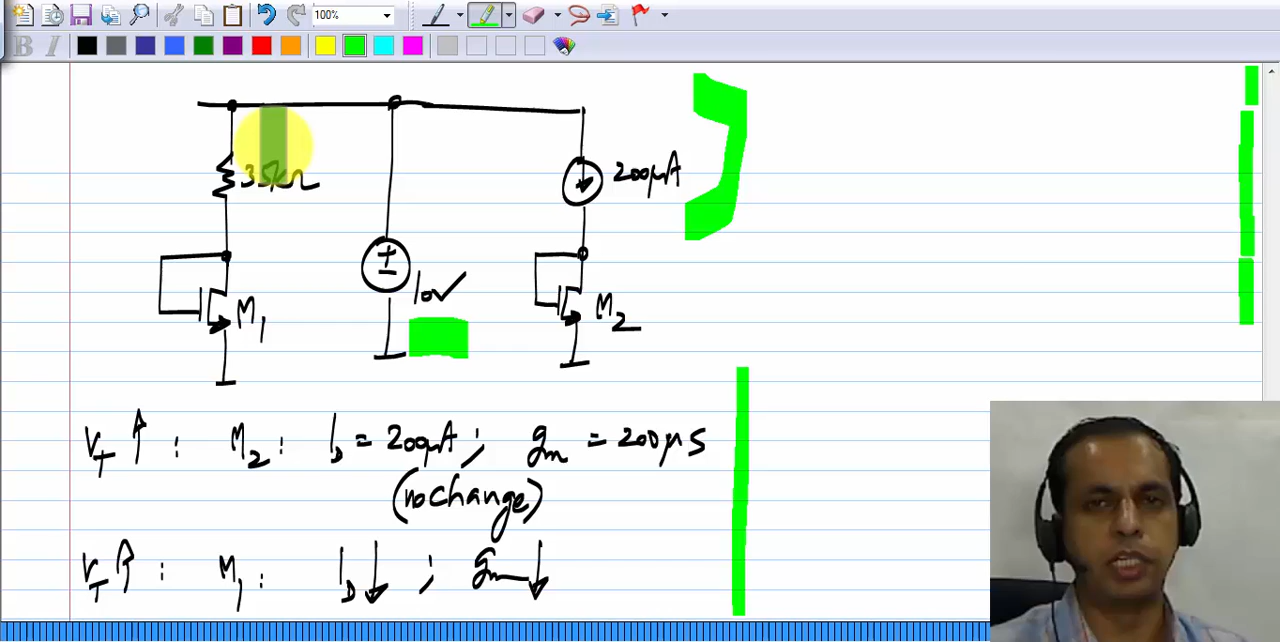 100%
B I
35kΩ
200μA
+
−
10V
M1
M2
VT ↑ : M2 : ID = 200μA ; gm = 200μS
(no change)
VT ↑ : M1 : ID ↓ ; gm ↓